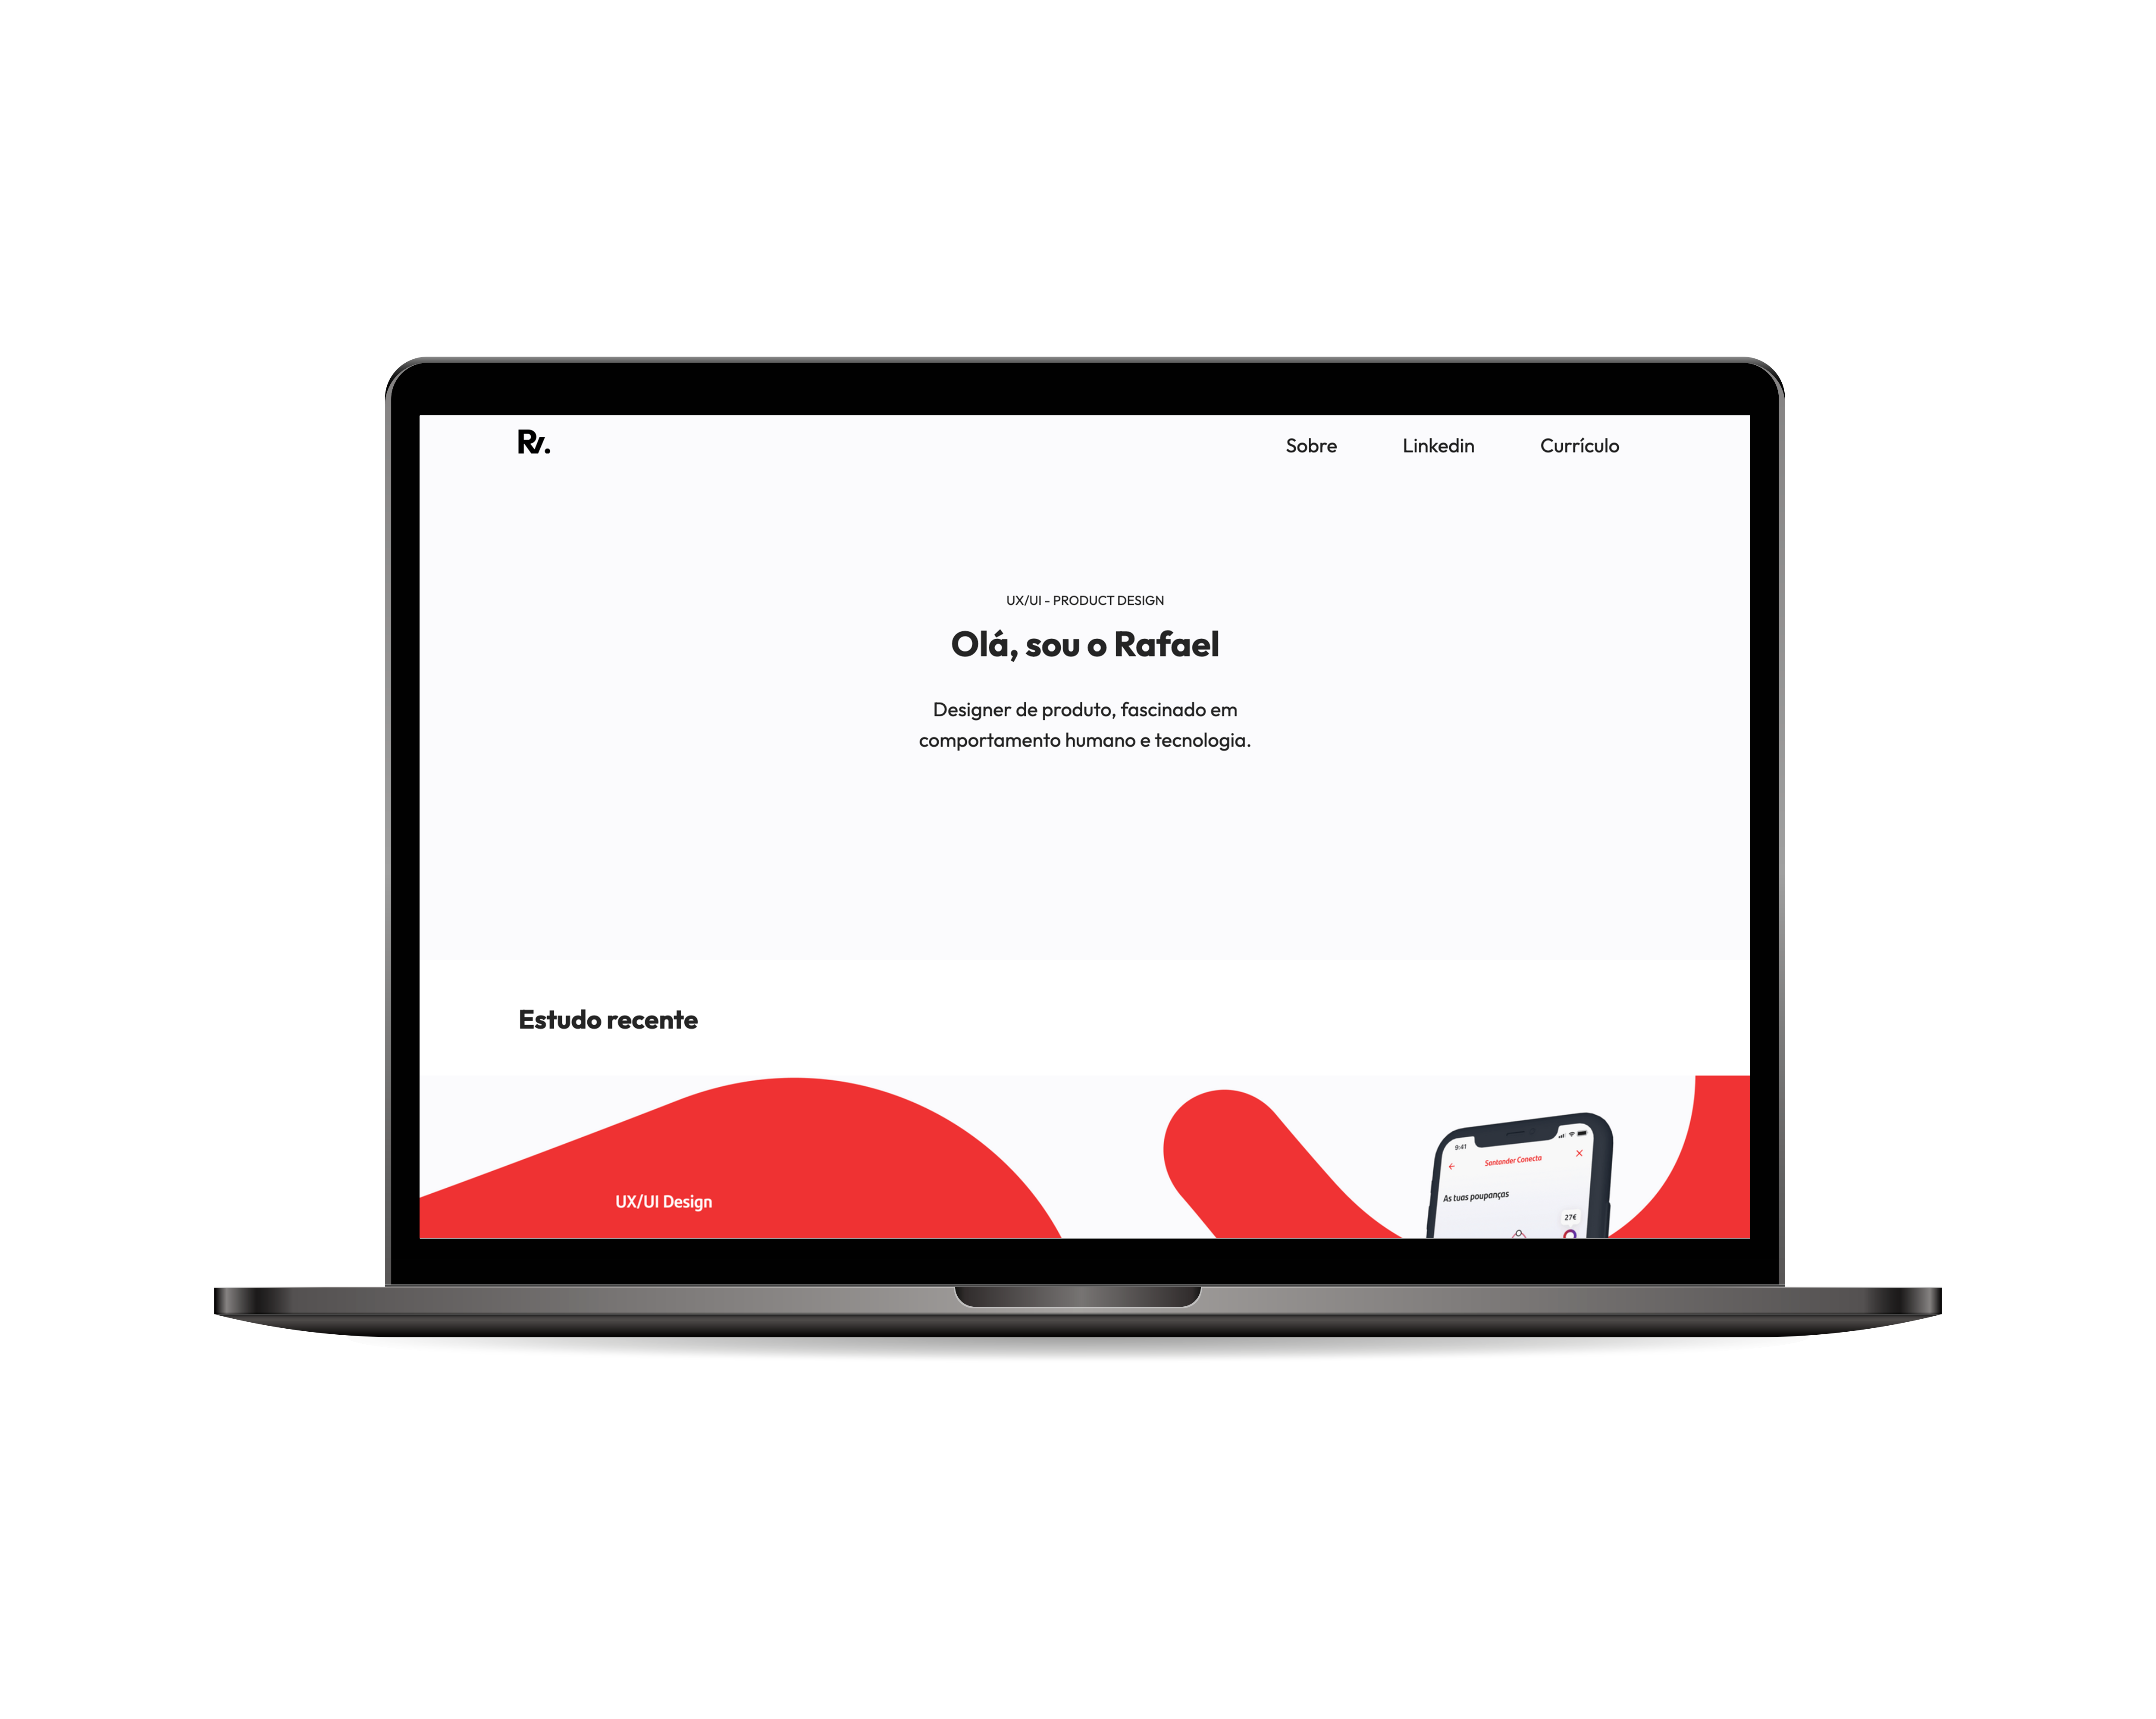 R/.
Sobre
Linkedin
Currículo
UX/UI - PRODUCT DESIGN
Olá, sou o Rafael
Designer de produto, fascinado em
comportamento humano e tecnologia.
Estudo recente
UX/UI Design
9:41
Santander Conecta
As tuas poupanças
27€